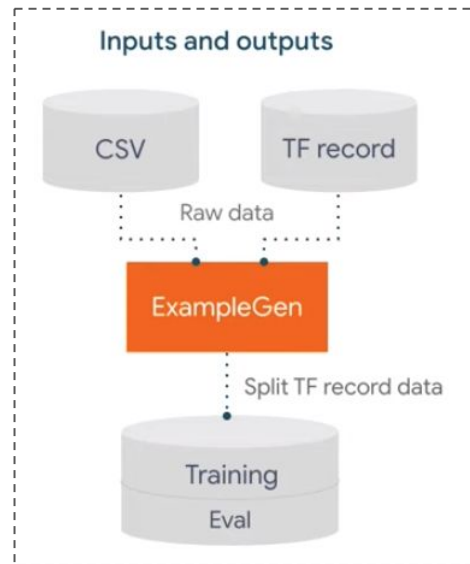 Inputs and outputs
CSV
TF record
Raw data
ExampleGen
Split TF record data
Training
Eval